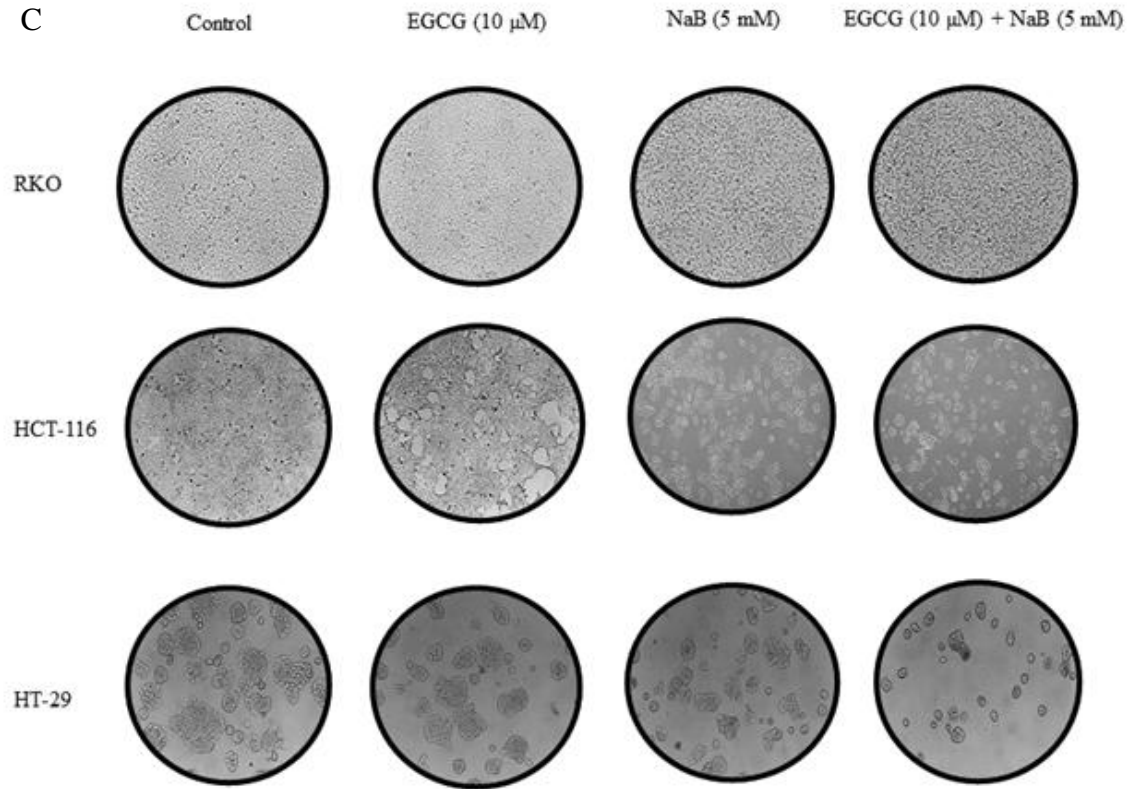 C
Control EGCG (10 µM) NaB (5 mM) EGCG (10 µM) + NaB (5 mM)
RKO
HCT-116
HT-29